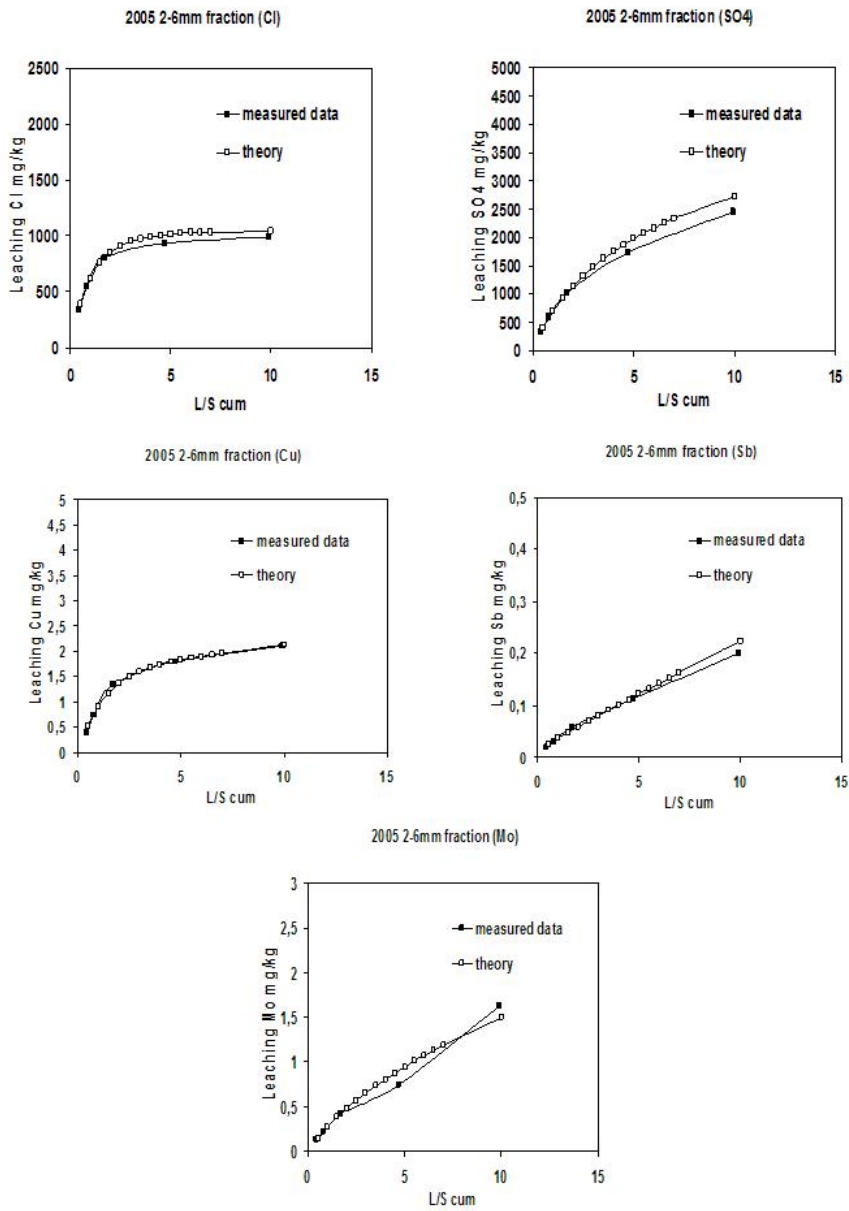 2005 2-6mm fraction (Cl)
2500
2000
1500
1000
500
0
0 5 10 15
Leaching Cl mg/kg
L/S cum
measured data
theory
2005 2-6mm fraction (SO4)
5000
4500
4000
3500
3000
2500
2000
1500
1000
500
0
0 5 10 15
Leaching SO4 mg/kg
L/S cum
measured data
theory
2005 2-6mm fraction (Cu)
5
4,5
4
3,5
3
2,5
2
1,5
1
0,5
0
0 5 10 15
Leaching Cu mg/kg
L/S cum
measured data
theory
2005 2-6mm fraction (Sb)
0,5
0,4
0,3
0,2
0,1
0
0 5 10 15
Leaching Sb mg/kg
L/S cum
measured data
theory
2005 2-6mm fraction (Mo)
3
2,5
2
1,5
1
0,5
0
0 5 10 15
Leaching Mo mg/kg
L/S cum
measured data
theory